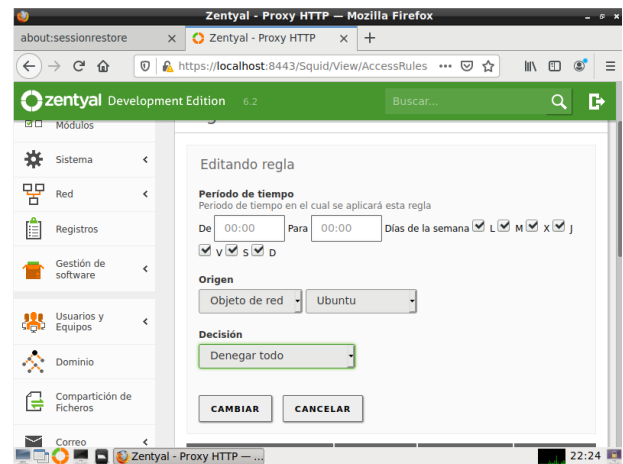 Zentyal - Proxy HTTP — Mozilla Firefox
about:sessionrestore
Zentyal - Proxy HTTP
https://localhost:8443/Squid/View/AccessRules
zentyal Development Edition 6.2
Buscar...
Módulos
Sistema
Red
Registros
Gestión de
software
Usuarios y
Equipos
Dominio
Compartición de
Ficheros
Correo
Editando regla
Período de tiempo
Periodo de tiempo en el cual se aplicará esta regla
De 00:00 Para 00:00 Días de la semana L M X J
V S D
Origen
Objeto de red Ubuntu
Decisión
Denegar todo
CAMBIAR CANCELAR
Zentyal - Proxy HTTP — ...
22:24